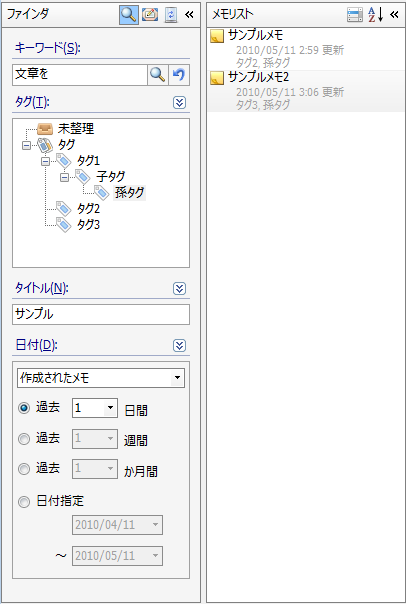 ファインダ
キーワード(S):
文章を
タグ(T):
未整理
タグ
タグ1
子タグ
孫タグ
タグ2
タグ3
タイトル(N):
サンプル
日付(D):
作成されたメモ
過去 1 日間
過去 1 週間
過去 1 か月間
日付指定
2010/04/11
～ 2010/05/11
メモリスト
サンプルメモ
2010/05/11 2:59 更新
タグ2, 孫タグ
サンプルメモ2
2010/05/11 3:06 更新
タグ3, 孫タグ